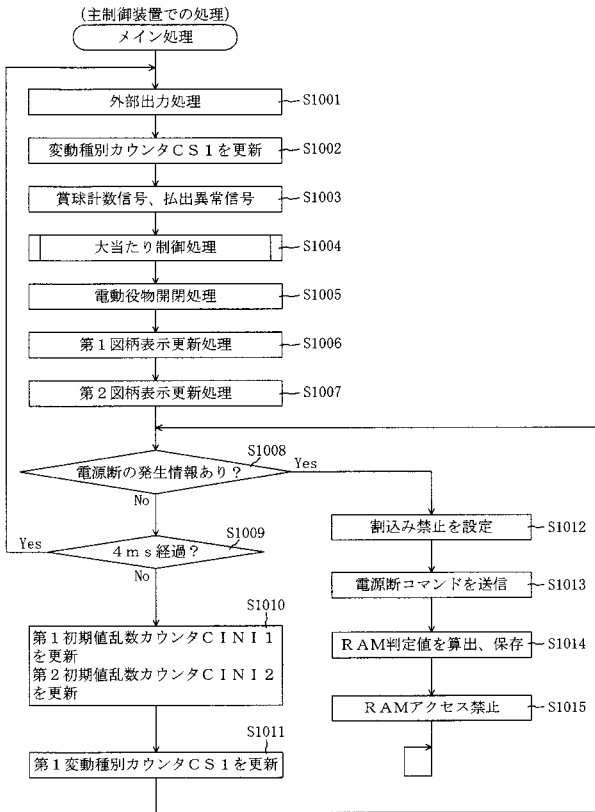 (主制御装置での処理)
メイン処理
外部出力処理
S1001
変動種別カウンタCS1を更新
S1002
賞球計数信号、払出異常信号
S1003
大当たり制御処理
S1004
電動役物開閉処理
S1005
第1図柄表示更新処理
S1006
第2図柄表示更新処理
S1007
電源断の発生情報あり?
S1008
Yes
No
4ms経過?
S1009
Yes
No
S1010
第1初期値乱数カウンタCINI1
を更新
第2初期値乱数カウンタCINI2
を更新
S1011
第1変動種別カウンタCS1を更新
割込み禁止を設定
S1012
電源断コマンドを送信
S1013
RAM判定値を算出、保存
S1014
RAMアクセス禁止
S1015